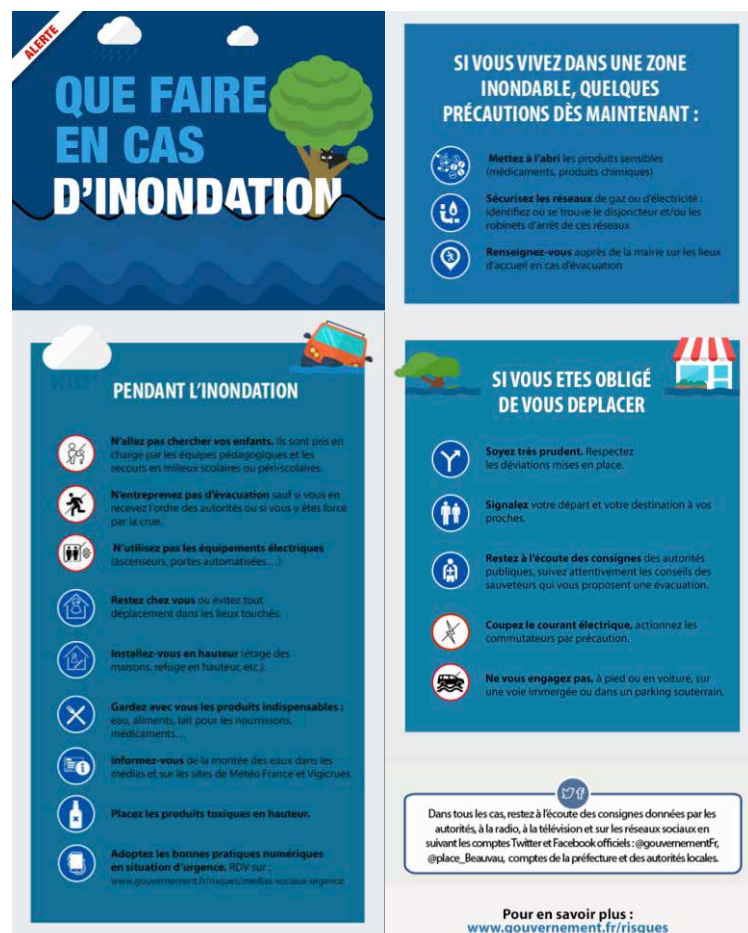 ALERTE
QUE FAIRE
EN CAS
D'INONDATION
SI VOUS VIVEZ DANS UNE ZONE
INONDABLE, QUELQUES
PRÉCAUTIONS DÈS MAINTENANT :
Mettez à l'abri les produits sensibles
(médicaments, produits chimiques)
Sécurisez les réseaux de gaz ou d'électricité :
identifiez où se trouve le disjoncteur et/ou les
robinets d'arrêt de ces réseaux
Renseignez-vous auprès de la mairie sur les lieux
d'accueil en cas d'évacuation
PENDANT L'INONDATION
N'allez pas chercher vos enfants. Ils sont pris en
charge par les équipes pédagogiques et les
secours en milieux scolaires ou péri-scolaires.
N'entreprenez pas d'évacuation sauf si vous en
recevez l'ordre des autorités ou si vous y êtes forcé
par la crue.
N'utilisez pas les équipements électriques
(ascenseurs, portes automatisées...)
Restez chez vous ou évitez tout
déplacement dans les lieux touchés.
Installez-vous en hauteur (étage des
maisons, refuge en hauteur, etc.).
Gardez avec vous les produits indispensables :
eau, aliments, lait pour les nourrissons,
médicaments...
Informez-vous de la montée des eaux dans les
médias et sur les sites de Météo France et Vigicrues.
Placez les produits toxiques en hauteur.
Adoptez les bonnes pratiques numériques
en situation d'urgence. RDV sur :
www.gouvernement.fr/risques/medias-sociaux-urgence
SI VOUS ETES OBLIGÉ
DE VOUS DEPLACER
Soyez très prudent. Respectez
les déviations mises en place.
Signalez votre départ et votre destination à vos
proches.
Restez à l'écoute des consignes des autorités
publiques, suivez attentivement les conseils des
sauveteurs qui vous proposent une évacuation.
Coupez le courant électrique, actionnez les
commutateurs par précaution.
Ne vous engagez pas, à pied ou en voiture, sur
une voie immergée ou dans un parking souterrain.
Dans tous les cas, restez à l'écoute des consignes données par les
autorités, à la radio, à la télévision et sur les réseaux sociaux en
suivant les comptes Twitter et Facebook officiels : @gouvernementFr,
@place_Beauvau, comptes de la préfecture et des autorités locales.
Pour en savoir plus :
www.gouvernement.fr/risques